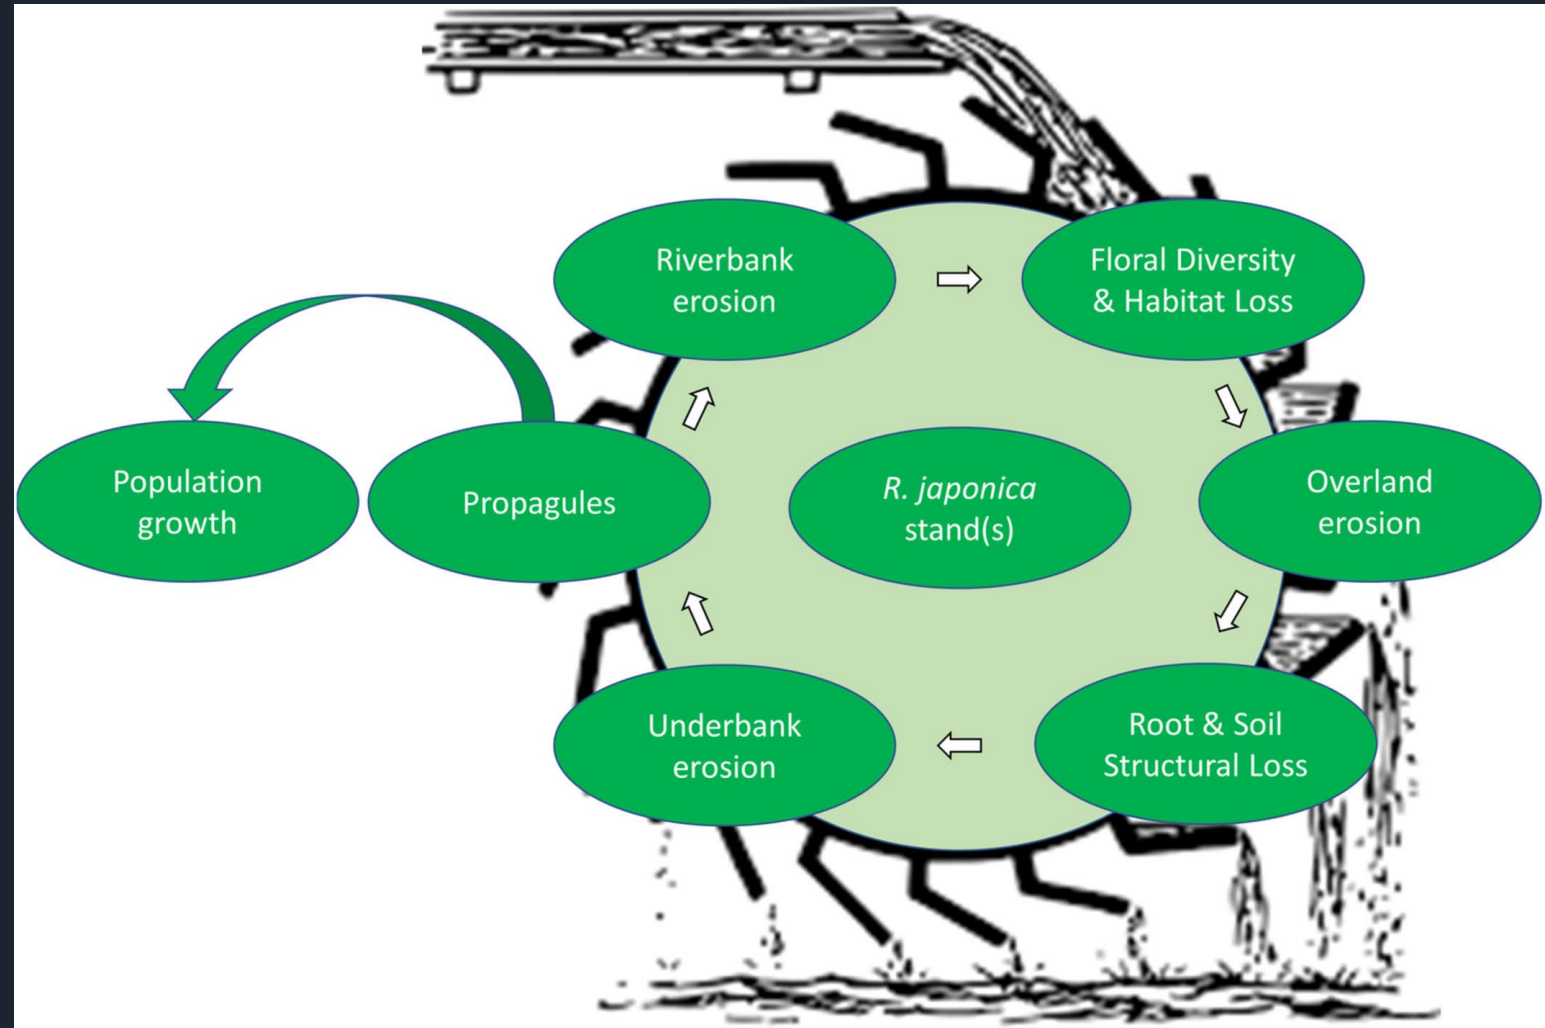 Riverbank
erosion
Floral Diversity
& Habitat Loss
Population
growth
Propagules
R. japonica
stand(s)
Overland
erosion
Underbank
erosion
Root & Soil
Structural Loss